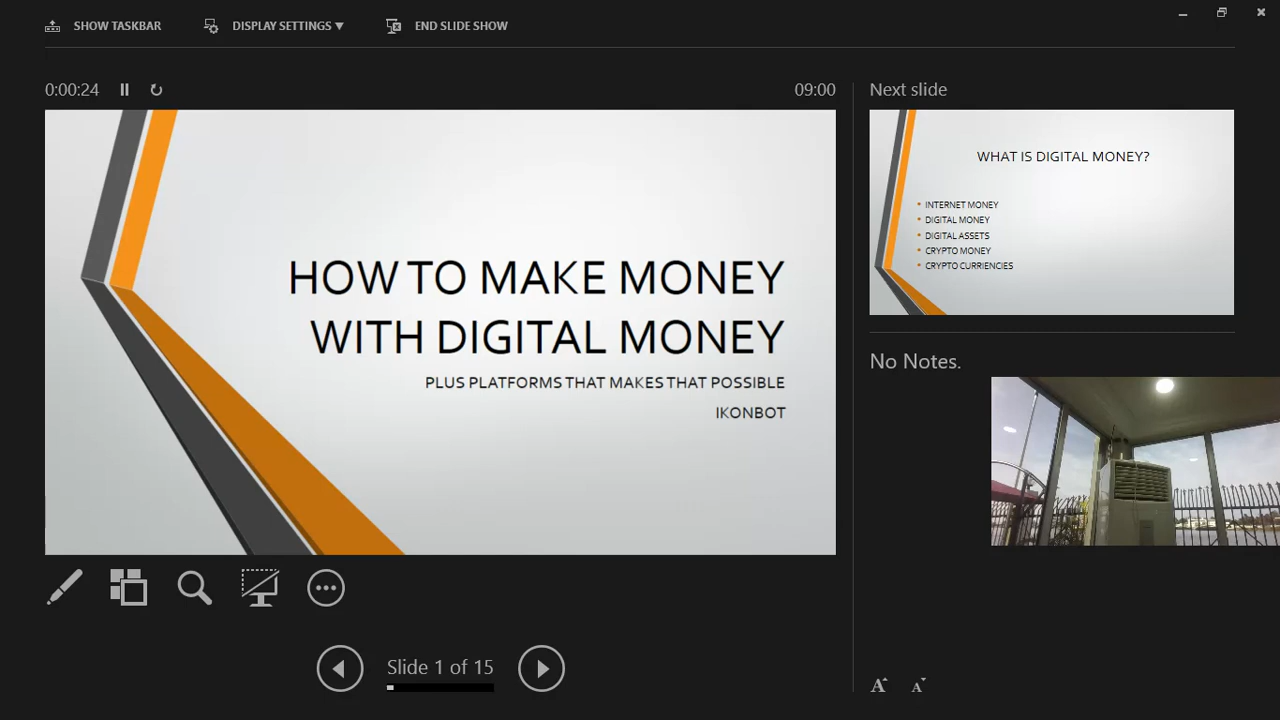 SHOW TASKBAR
DISPLAY SETTINGS ▼
END SLIDE SHOW
0:00:24
09:00
HOW TO MAKE MONEY
WITH DIGITAL MONEY
PLUS PLATFORMS THAT MAKES THAT POSSIBLE
IKONBOT
Slide 1 of 15
Next slide
WHAT IS DIGITAL MONEY?
• INTERNET MONEY
• DIGITAL MONEY
• DIGITAL ASSETS
• CRYPTO MONEY
• CRYPTO CURRIENCIES
No Notes.
A A